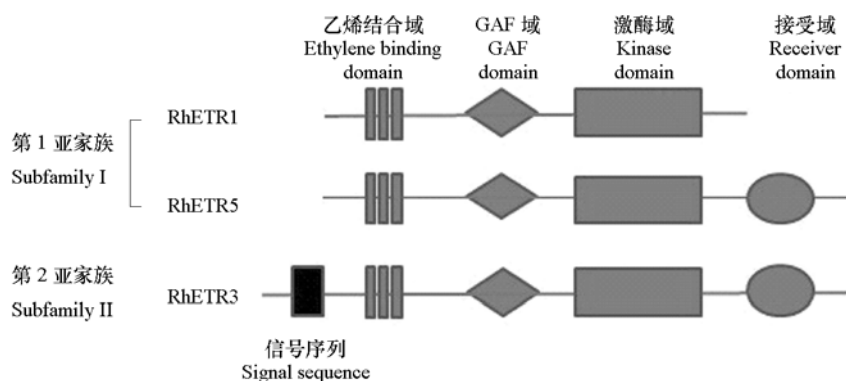 乙烯结合域
Ethylene binding
domain
GAF 域
GAF
domain
激酶域
Kinase
domain
接受域
Receiver
domain
第 1 亚家族
Subfamily I
RhETR1
RhETR5
第 2 亚家族
Subfamily II
RhETR3
信号序列
Signal sequence